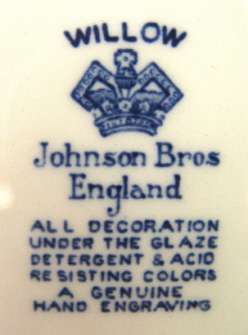 WILLOW
Johnson Bros
England
ALL DECORATION
UNDER THE GLAZE
DETERGENT & ACID
RESISTING COLORS
A GENUINE
HAND ENGRAVING